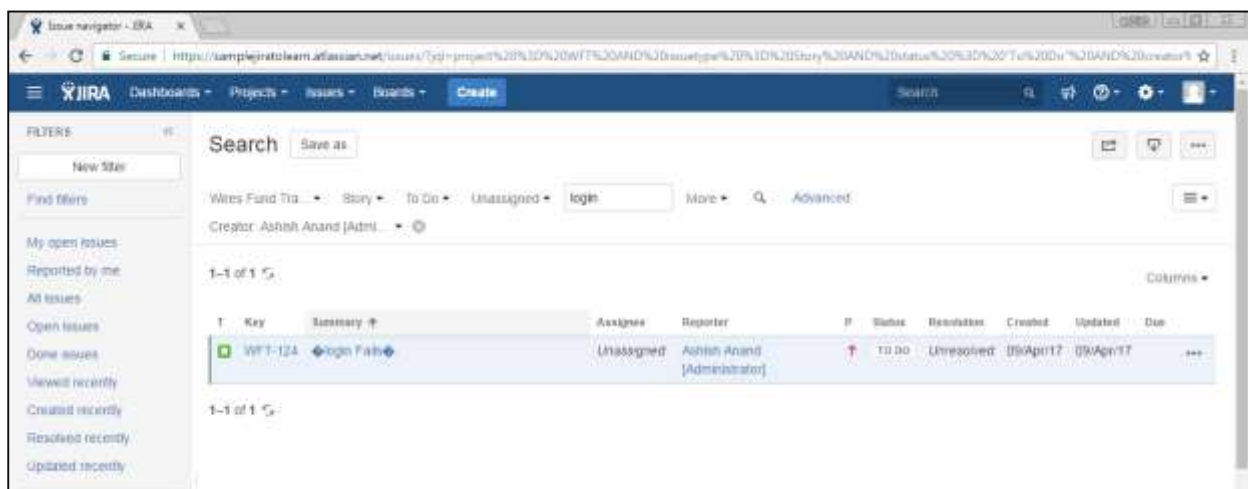 Issue navigator - JIRA
Secure | https://samplejiratolearn.atlassian.net/issues/?jql=project%20%3D%20WFT%20AND%20issuetype%20%3D%20Story%20AND%20status%20%3D%20"To%20Do"%20AND%20creator%
JIRA Dashboards Projects Issues Boards Create Search
FILTERS
New filter
Find filters
My open issues
Reported by me
All issues
Open issues
Done issues
Viewed recently
Created recently
Resolved recently
Updated recently
Search Save as
Wires Fund Tra... Story To Do Unassigned login More Advanced
Creator: Ashish Anand [Admi...
1–1 of 1
Columns
T Key Summary Assignee Reporter P Status Resolution Created Updated Due
WFT-124 �login Fails� Unassigned Ashish Anand TO DO Unresolved 09/Apr/17 09/Apr/17
[Administrator]
1–1 of 1